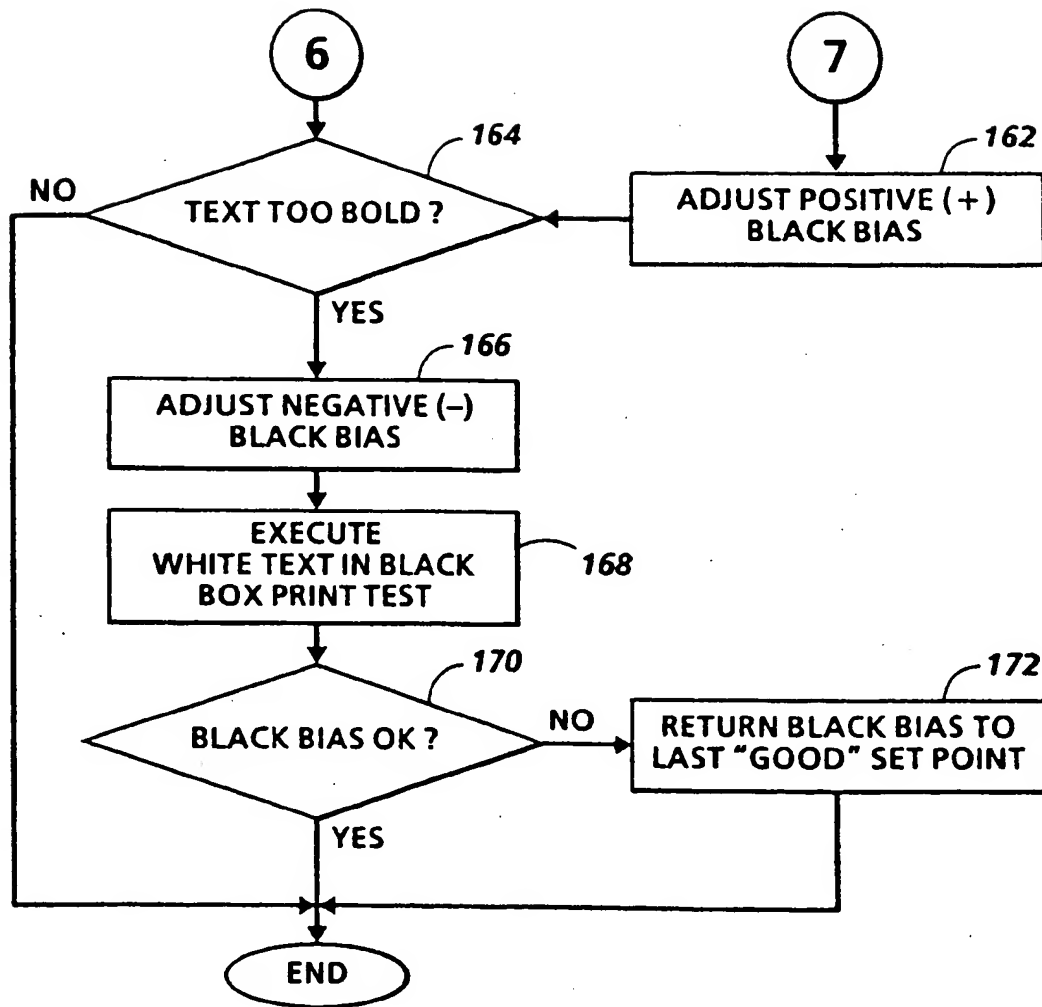 6
7
164
162
NO
TEXT TOO BOLD ?
ADJUST POSITIVE (+)
BLACK BIAS
YES
166
ADJUST NEGATIVE (–)
BLACK BIAS
EXECUTE
WHITE TEXT IN BLACK
BOX PRINT TEST
168
170
172
BLACK BIAS OK ?
NO
RETURN BLACK BIAS TO
LAST "GOOD" SET POINT
YES
END